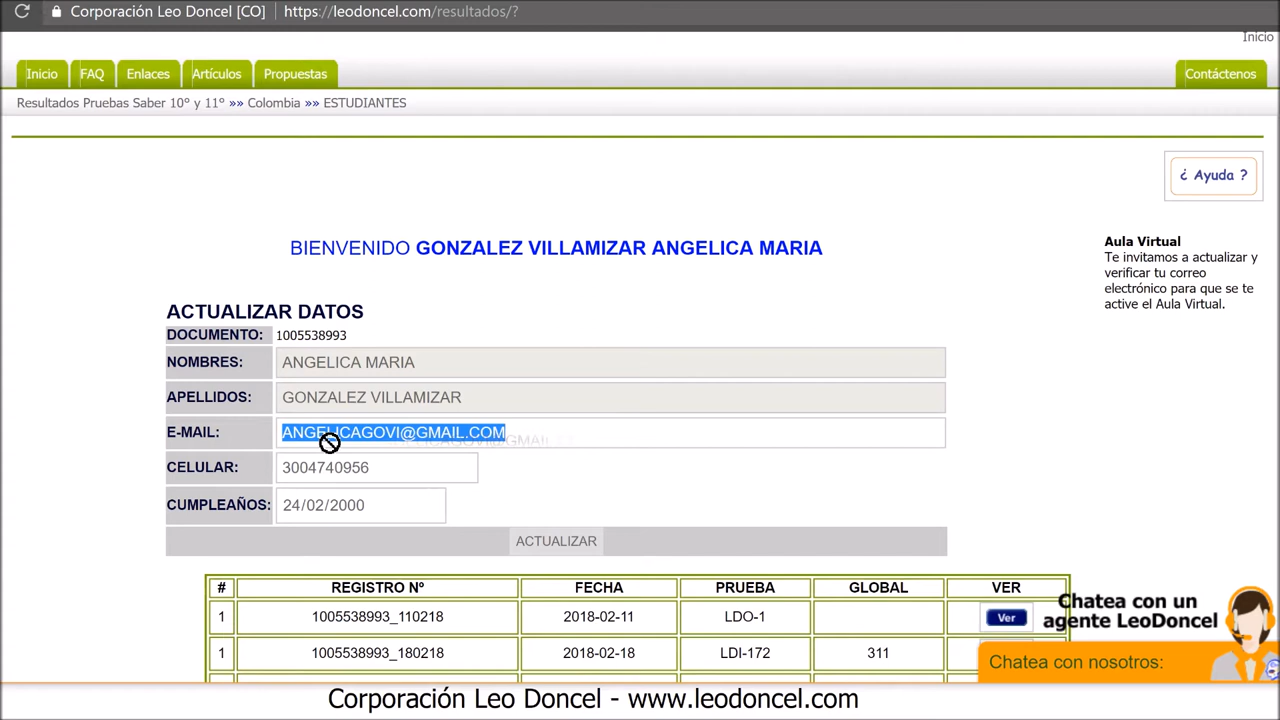 Corporación Leo Doncel [CO] https://leodoncel.com/resultados/?
Inicio
Inicio FAQ Enlaces Artículos Propuestas Contáctenos
Resultados Pruebas Saber 10° y 11° »» Colombia »» ESTUDIANTES
¿ Ayuda ?
BIENVENIDO GONZALEZ VILLAMIZAR ANGELICA MARIA
Aula Virtual
Te invitamos a actualizar y
verificar tu correo
electrónico para que se te
active el Aula Virtual.
ACTUALIZAR DATOS
DOCUMENTO: 1005538993
NOMBRES: ANGELICA MARIA
APELLIDOS: GONZALEZ VILLAMIZAR
E-MAIL: ANGELICAGOVI@GMAIL.COM
CELULAR: 3004740956
CUMPLEAÑOS: 24/02/2000
ACTUALIZAR
# REGISTRO Nº FECHA PRUEBA GLOBAL VER
1 1005538993_110218 2018-02-11 LDO-1 Ver
1 1005538993_180218 2018-02-18 LDI-172 311
Chatea con un
agente LeoDoncel
Chatea con nosotros:
Corporación Leo Doncel - www.leodoncel.com